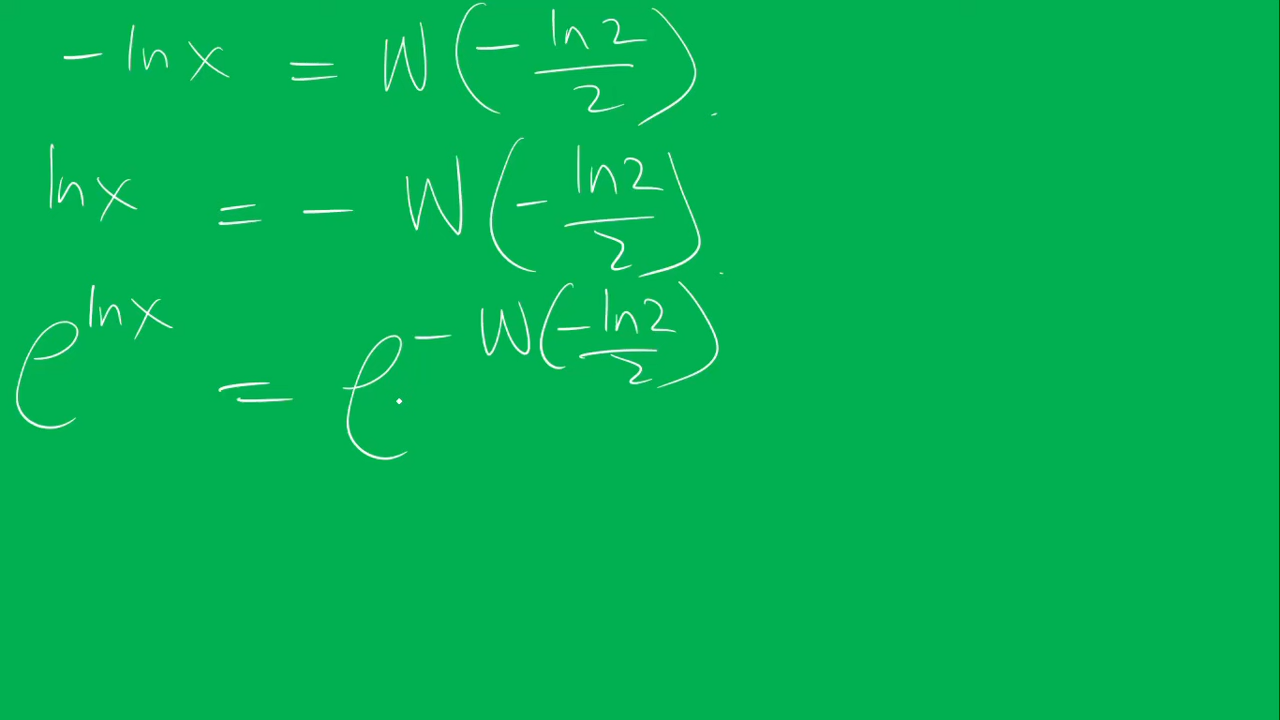 -ln x = W(-ln2/2).
ln x = - W(-ln2/2).
e^ln x = e^- W(-ln2/2)